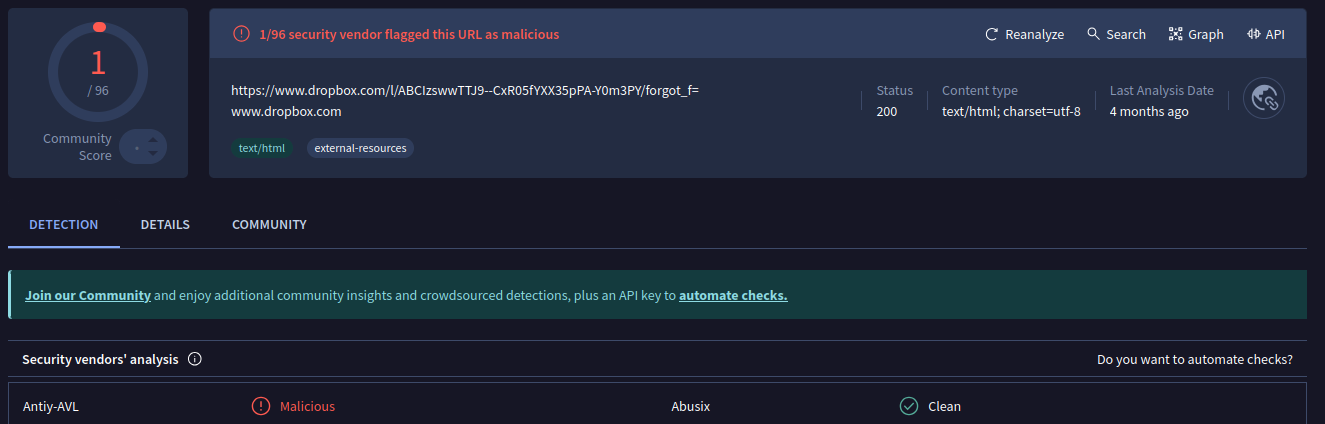 1
/ 96
Community
Score
1/96 security vendor flagged this URL as malicious
Reanalyze
Search
Graph
API
https://www.dropbox.com/l/ABCIzswwTTJ9--CxR05fYXX35pPA-Y0m3PY/forgot_f=
www.dropbox.com
text/html
external-resources
Status
200
Content type
text/html; charset=utf-8
Last Analysis Date
4 months ago
DETECTION
DETAILS
COMMUNITY
Join our Community and enjoy additional community insights and crowdsourced detections, plus an API key to automate checks.
Security vendors' analysis
Do you want to automate checks?
Antiy-AVL
Malicious
Abusix
Clean